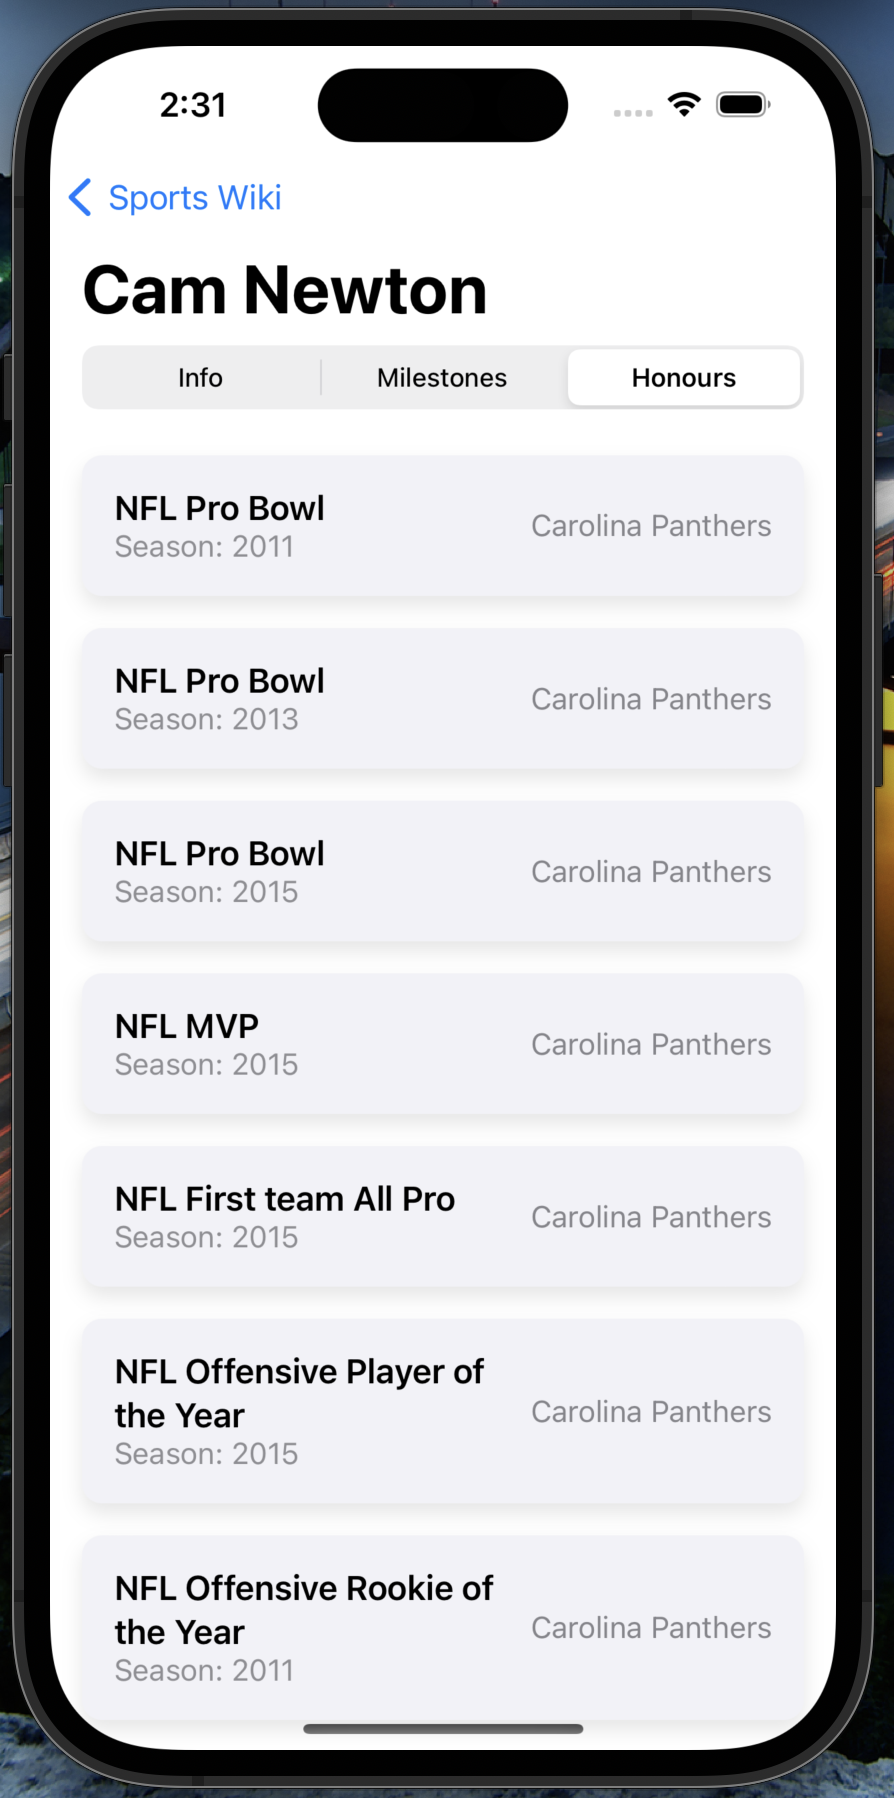 2:31
Sports Wiki
Cam Newton
Info
Milestones
Honours
NFL Pro Bowl
Season: 2011
Carolina Panthers
NFL Pro Bowl
Season: 2013
Carolina Panthers
NFL Pro Bowl
Season: 2015
Carolina Panthers
NFL MVP
Season: 2015
Carolina Panthers
NFL First team All Pro
Season: 2015
Carolina Panthers
NFL Offensive Player of
the Year
Season: 2015
Carolina Panthers
NFL Offensive Rookie of
the Year
Season: 2011
Carolina Panthers